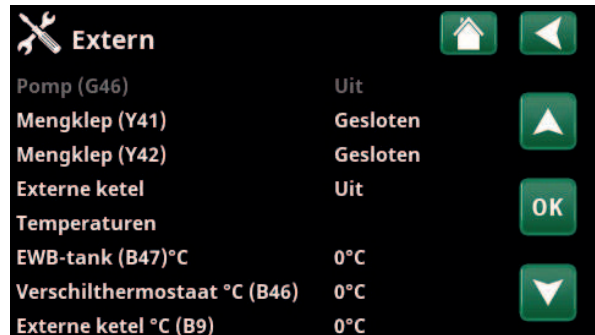 Extern
Pomp (G46) Uit
Mengklep (Y41) Gesloten
Mengklep (Y42) Gesloten
Externe ketel Uit
Temperaturen
EWB-tank (B47)°C 0°C
Verschilthermostaat °C (B46) 0°C
Externe ketel °C (B9) 0°C
OK